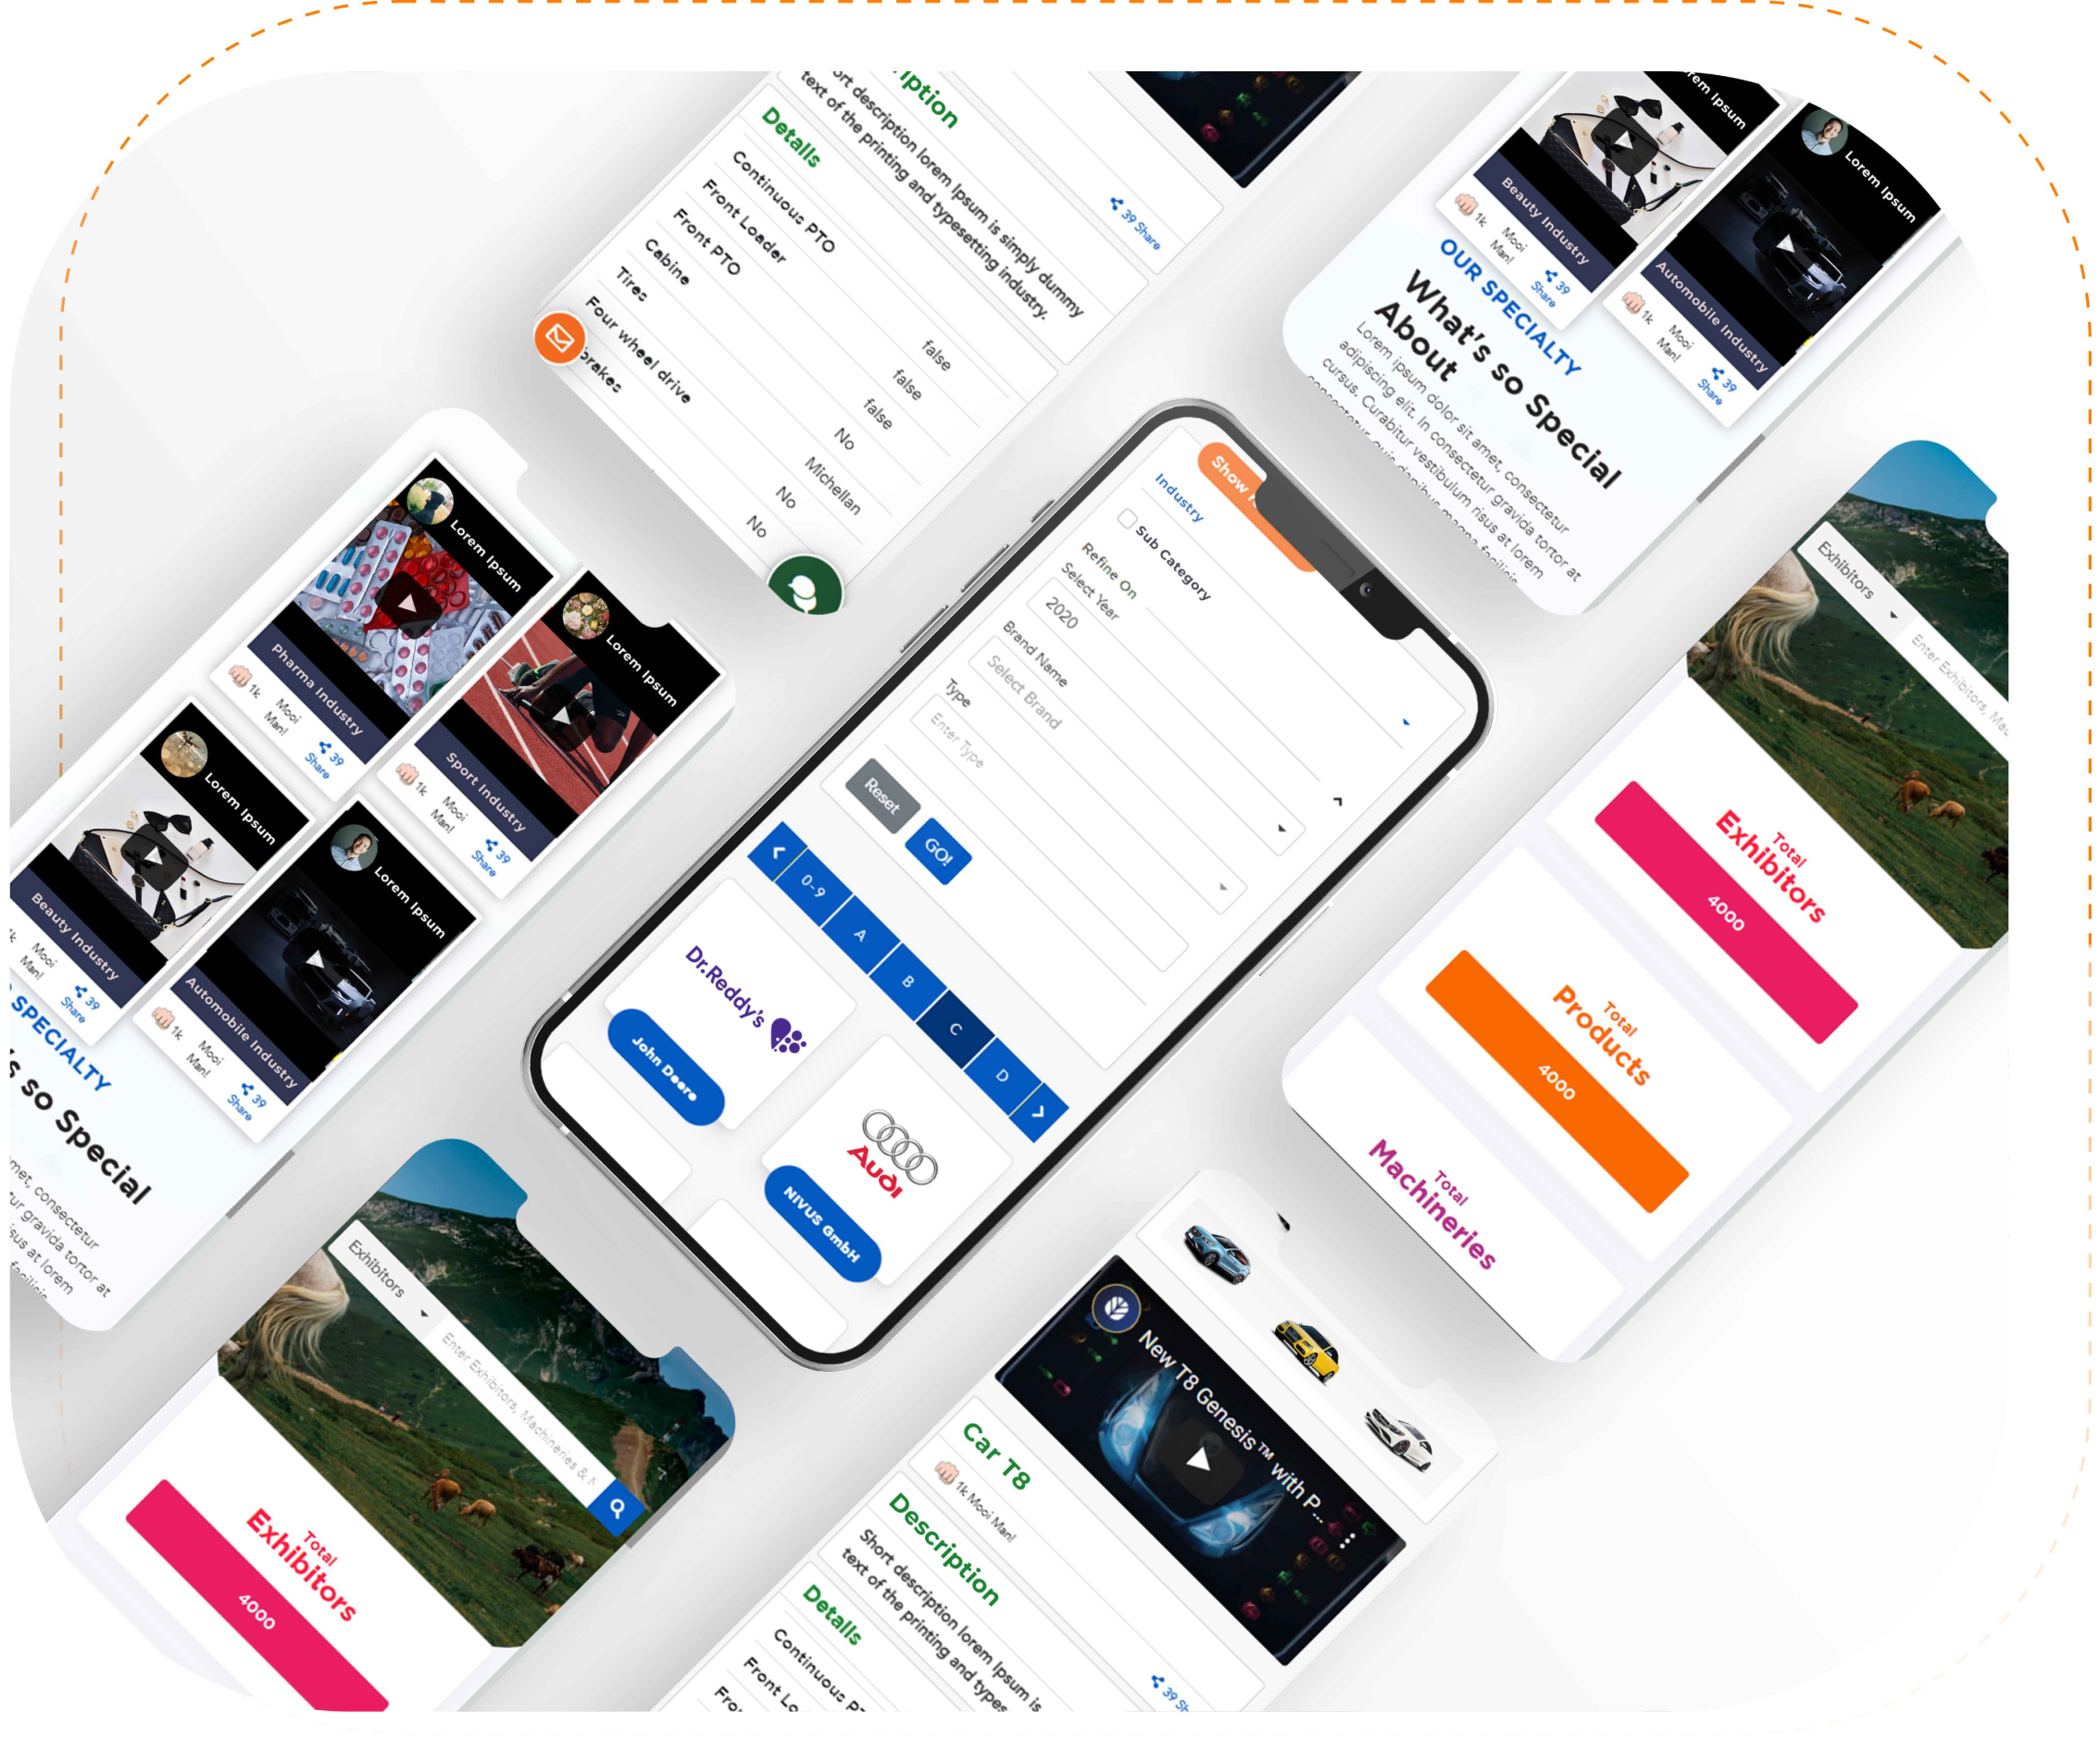 ription
ort description lorem Ipsum is simply dummy
text of the printing and typesetting industry.
39 Share
Details
Continuous PTO
false
Front Loader
false
Front PTO
false
Cabine
No
Tires
Michellan
Four wheel drive
No
brakes
No
rem Ipsum
Beauty Industry
1k
Mooi
Man!
39
Share
Lorem Ipsum
Automobile Industry
1k
Mooi
Man!
39
Share
OUR SPECIALTY
What's so Special
About
Lorem ipsum dolor sit amet, consectetur
adipiscing elit. In consectetur gravida tortor at
cursus. Curabitur vestibulum risus at lorem
Lorem Ipsum
Pharma Industry
1k
Mooi
Man!
39
Share
Lorem Ipsum
Sport Industry
1k
Mooi
Man!
39
Share
Lorem Ipsum
Beauty Industry
k
Mooi
Man!
39
Share
Lorem Ipsum
Automobile Industry
1k
Mooi
Man!
39
Share
SPECIALTY
s so Special
met, consectetur
tur gravida tortor at
sus at lorem
Show
Industry
Sub Category
Refine On
Select Year
2020
Brand Name
Select Brand
Type
Enter Type
Reset
GO!
0-9
A
B
C
D
Dr.Reddy's
John Deere
Audi
NIVUS GmbH
Exhibitors
Enter Exhibitors, Mac
Total
Exhibitors
4000
Total
Products
4000
Total
Machineries
Exhibitors
Enter Exhibitors, Machineries & 
Total
Exhibitors
4000
New T8 Genesis™ with P...
Car T8
1k Mooi Man!
Description
Short description lorem Ipsum is
text of the printing and types
39 Sh
Details
Continuous P
Front Lo
Fro